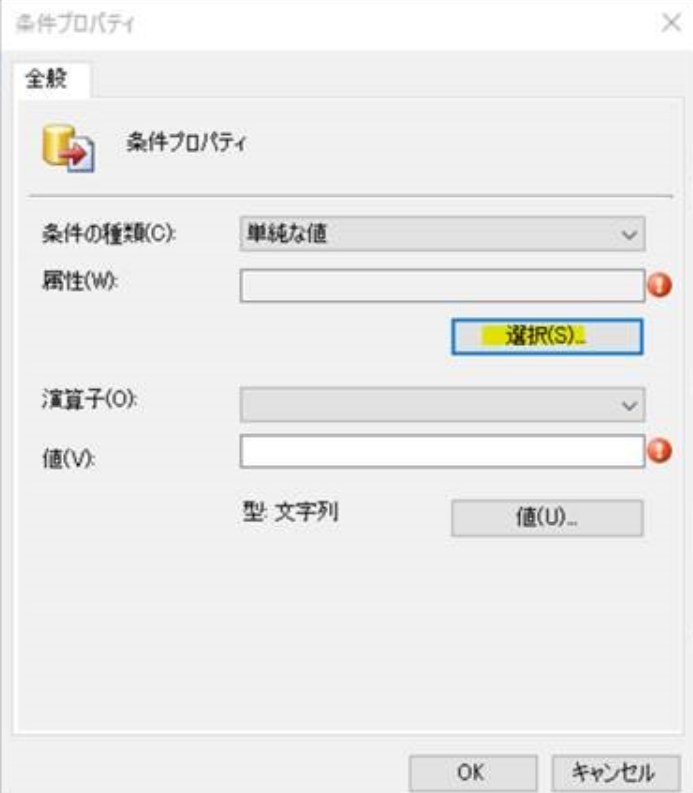 条件プロパティ
全般
条件プロパティ
条件の種類(C):
単純な値
属性(W):
選択(S)...
演算子(O):
値(V):
型: 文字列
値(U)...
OK
キャンセル